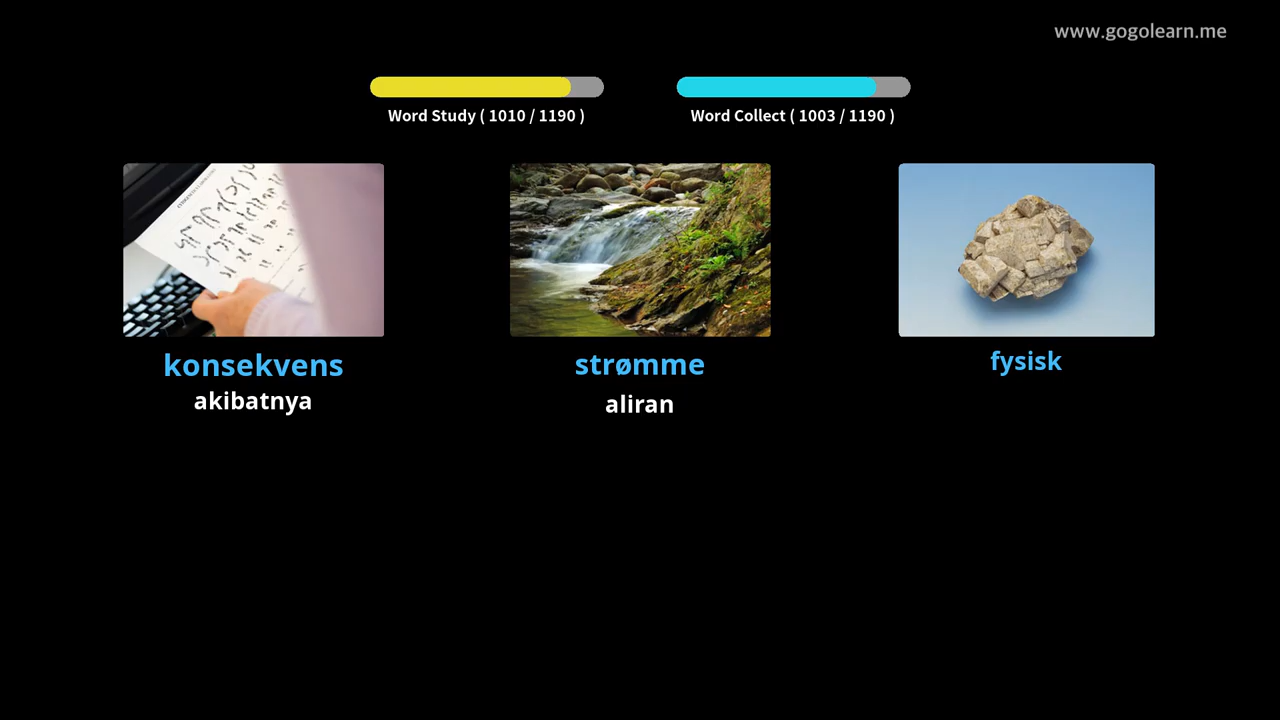 www.gogolearn.me
Word Study ( 1010 / 1190 )
Word Collect ( 1003 / 1190 )
konsekvens
strømme
fysisk
akibatnya
aliran